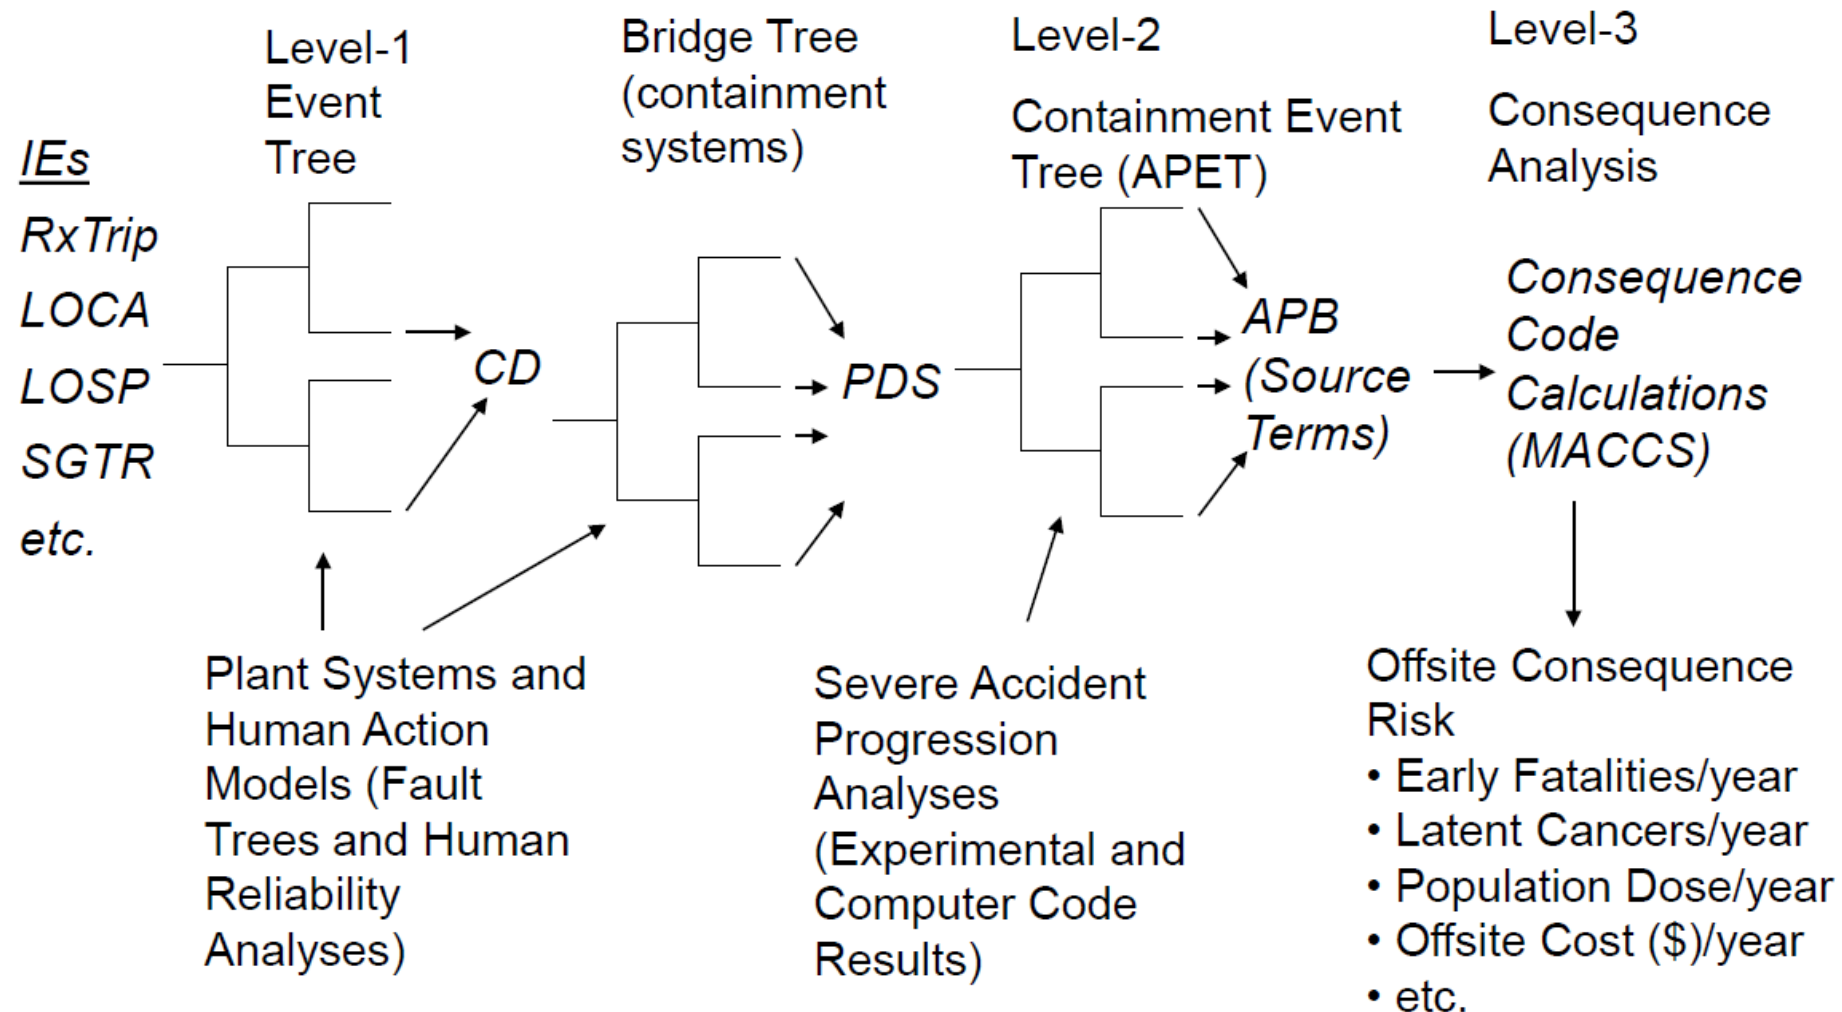 IEs
RxTrip
LOCA
LOSP
SGTR
etc.
Level-1
Event
Tree
CD
Bridge Tree
(containment
systems)
PDS
Level-2
Containment Event
Tree (APET)
APB
(Source
Terms)
Level-3
Consequence
Analysis
Consequence
Code
Calculations
(MACCS)
Plant Systems and
Human Action
Models (Fault
Trees and Human
Reliability
Analyses)
Severe Accident
Progression
Analyses
(Experimental and
Computer Code
Results)
Offsite Consequence
Risk
• Early Fatalities/year
• Latent Cancers/year
• Population Dose/year
• Offsite Cost ($)/year
• etc.